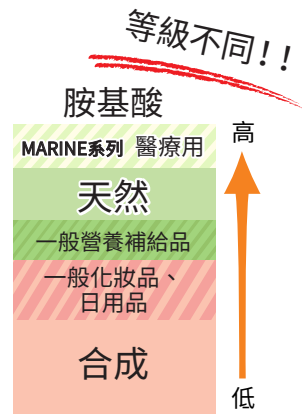 等級不同！！
胺基酸
高
MARINE系列 醫療用
天然
一般營養補給品
一般化妝品、
日用品
合成
低